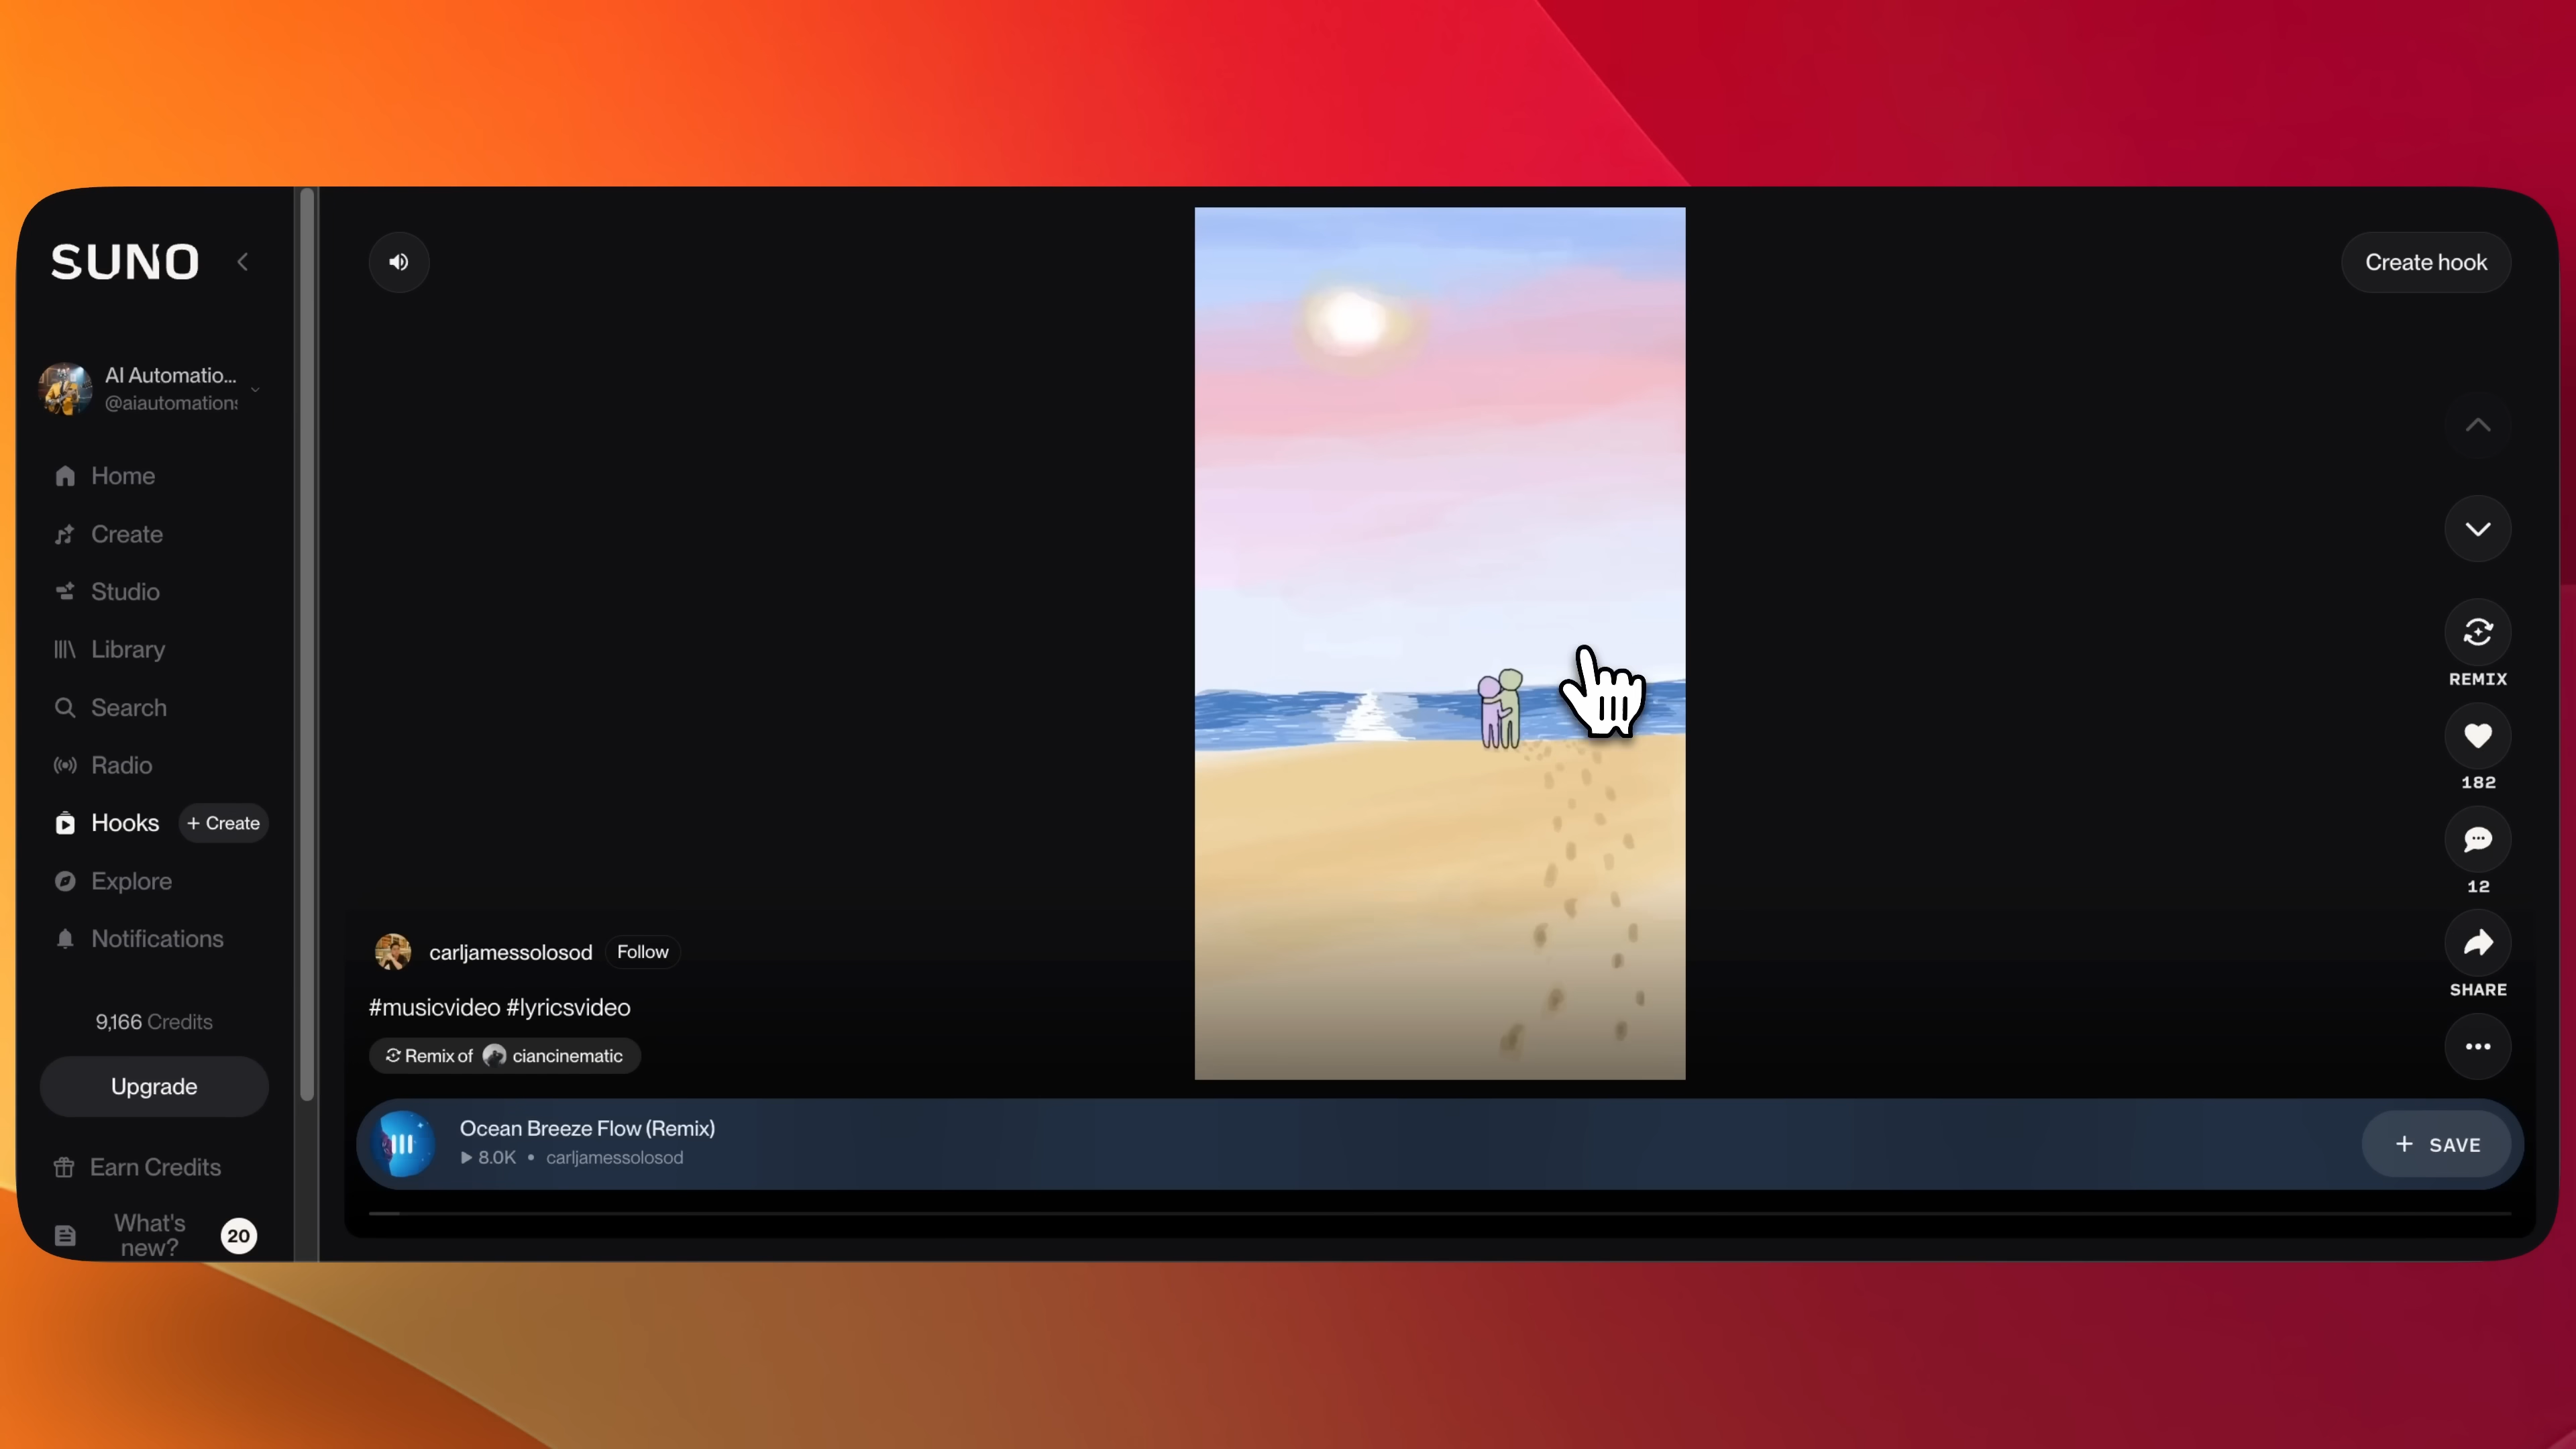 SUNO
AI Automatio...
@aiautomations
Home
Create
Studio
Library
Search
Radio
Hooks
+ Create
Explore
Notifications
9,166 Credits
Upgrade
Earn Credits
What's
new?
20
Create hook
REMIX
182
12
SHARE
carljamessolosod
Follow
#musicvideo #lyricsvideo
Remix of ciancinematic
Ocean Breeze Flow (Remix)
8.0K • carljamessolosod
+ SAVE